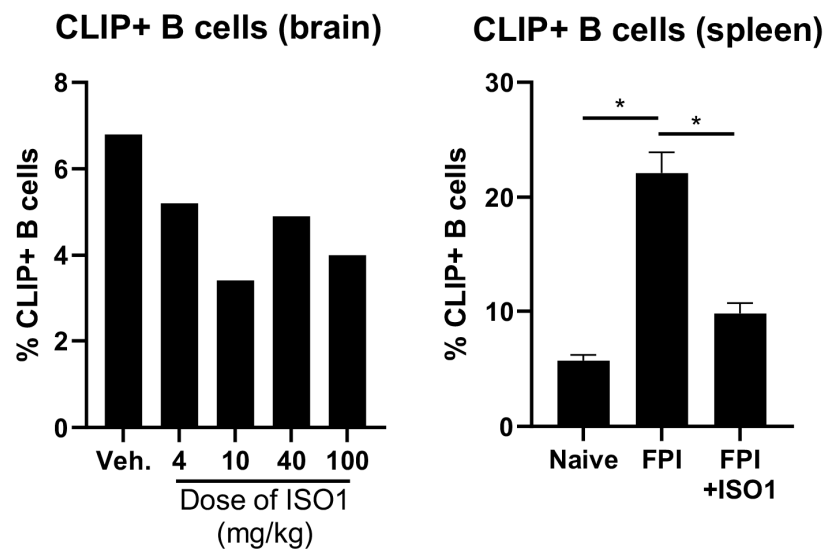 CLIP+ B cells (brain)
% CLIP+ B cells
8
6
4
2
0
Veh. 4 10 40 100
Dose of ISO1
(mg/kg)
CLIP+ B cells (spleen)
% CLIP+ B cells
30
20
10
0
* *
Naive FPI FPI
+ISO1